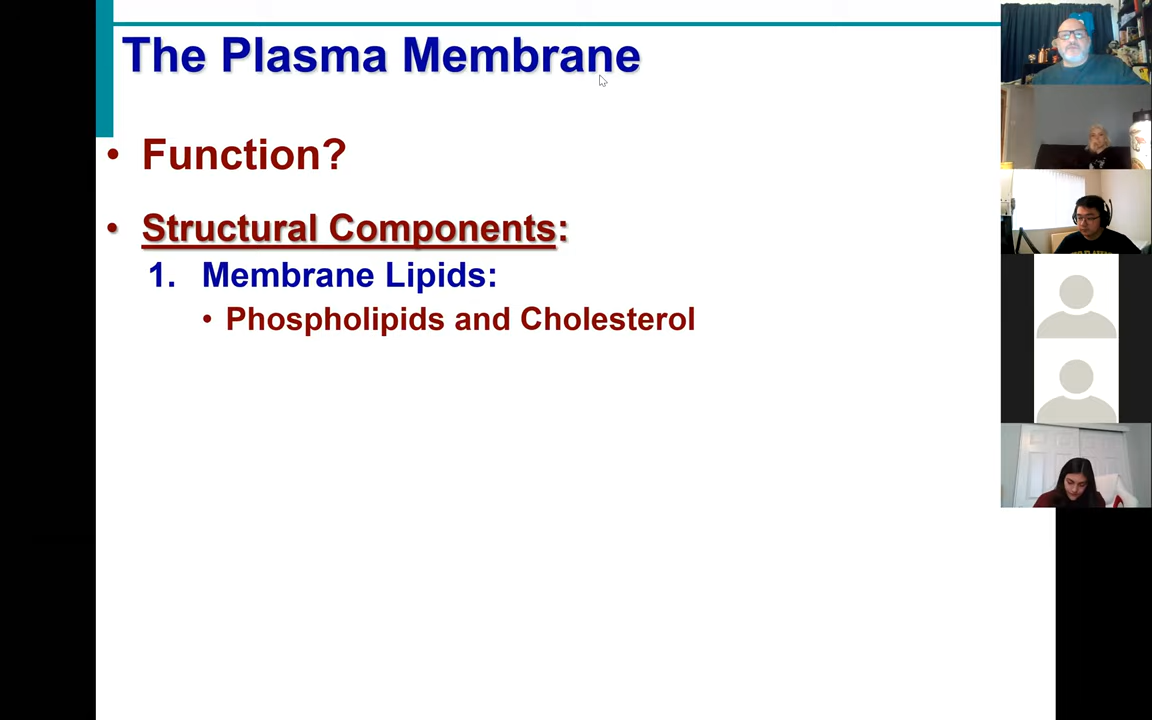 The Plasma Membrane
• Function?
• Structural Components:
1. Membrane Lipids:
• Phospholipids and Cholesterol